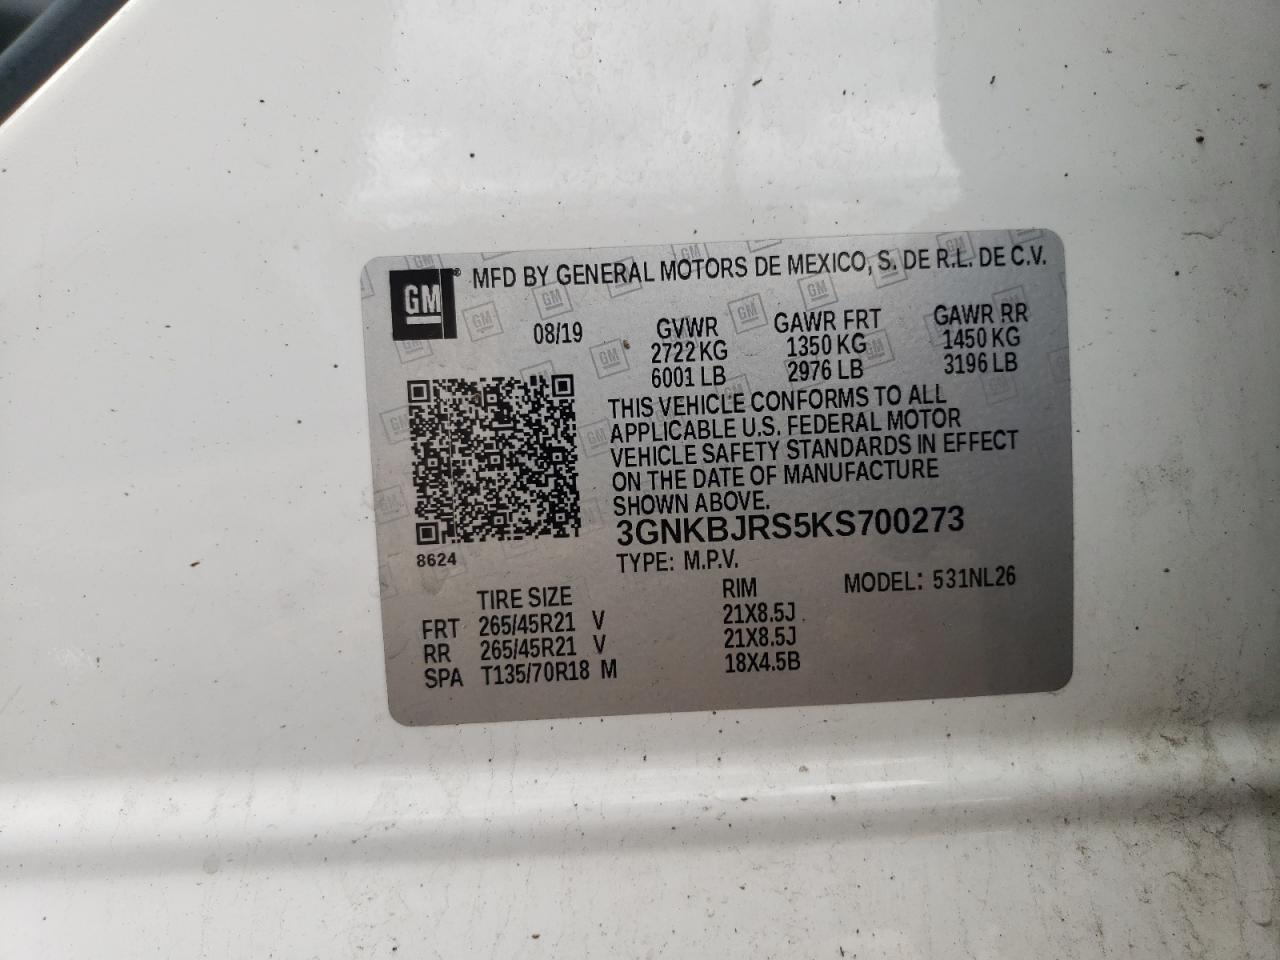 GM® MFD BY GENERAL MOTORS DE MEXICO, S. DE R.L. DE C.V.
08/19 GVWR GAWR FRT GAWR RR
2722 KG 1350 KG 1450 KG
6001 LB 2976 LB 3196 LB
THIS VEHICLE CONFORMS TO ALL
APPLICABLE U.S. FEDERAL MOTOR
VEHICLE SAFETY STANDARDS IN EFFECT
ON THE DATE OF MANUFACTURE
SHOWN ABOVE.
3GNKBJRS5KS700273
8624 TYPE: M.P.V.
TIRE SIZE RIM MODEL: 531NL26
FRT 265/45R21 V 21X8.5J
RR 265/45R21 V 21X8.5J
SPA T135/70R18 M 18X4.5B